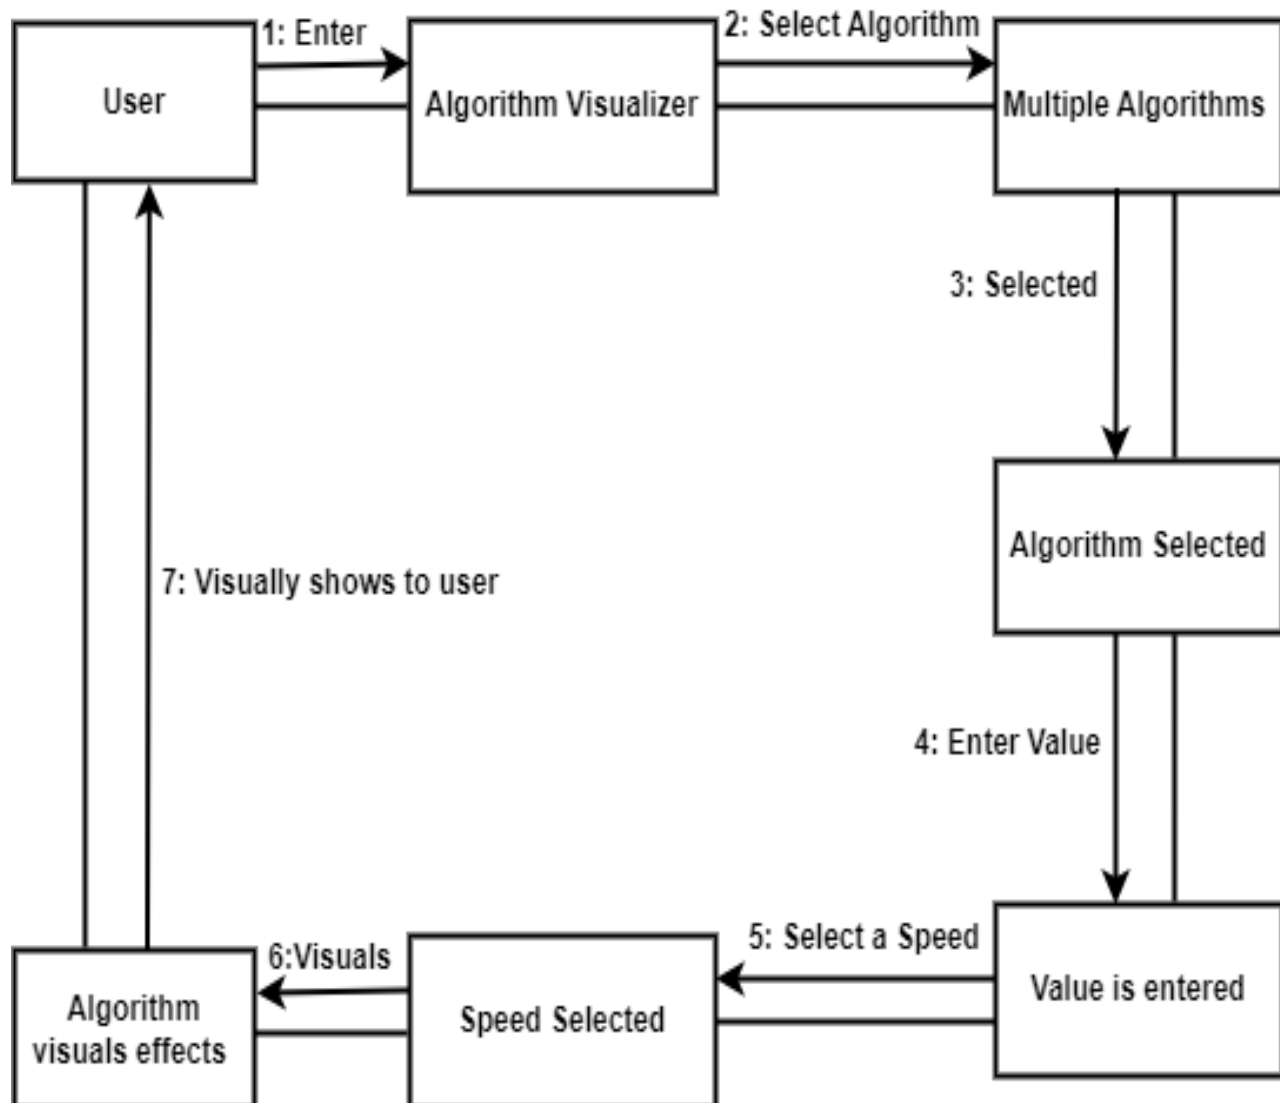 1: Enter
2: Select Algorithm
User
Algorithm Visualizer
Multiple Algorithms
3: Selected
Algorithm Selected
7: Visually shows to user
4: Enter Value
5: Select a Speed
6:Visuals
Value is entered
Speed Selected
Algorithm
visuals effects